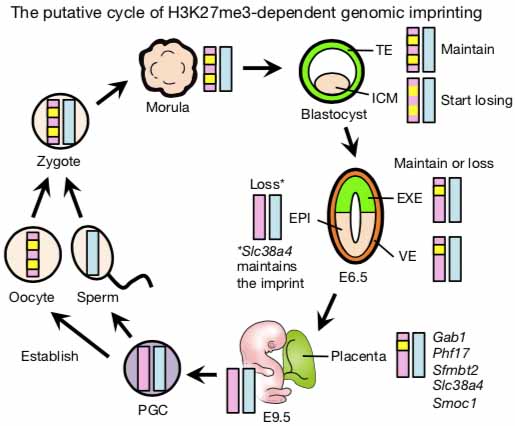 The putative cycle of H3K27me3-dependent genomic imprinting
TE
Maintain
ICM
Start losing
Morula
Blastocyst
Zygote
Maintain or loss
Loss*
EXE
EPI
*Slc38a4
maintains
the imprint
VE
E6.5
Oocyte
Sperm
Establish
Placenta
Gab1
Phf17
Sfmbt2
Slc38a4
Smoc1
PGC
E9.5